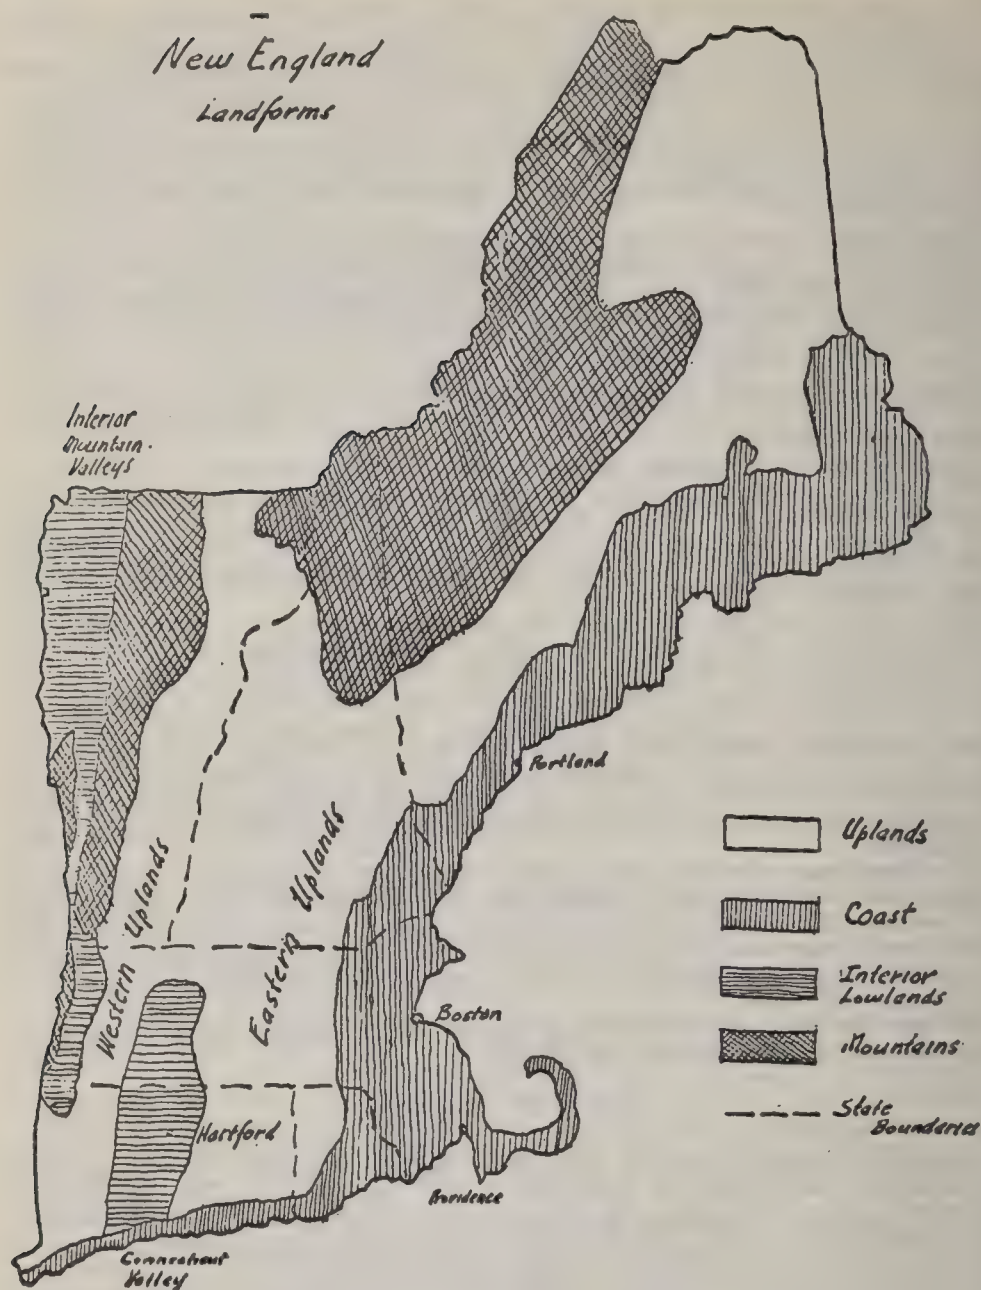 New England
Landforms
Interior
Mountain-
Valleys
Portland
Western Uplands
Eastern Uplands
Boston
Hartford
Providence
Connecticut
Valley
Uplands
Coast
Interior
Lowlands
Mountains
State
Boundaries